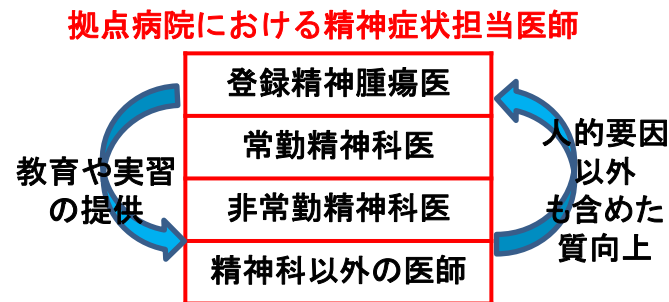 拠点病院における精神症状担当医師
登録精神腫瘍医
常勤精神科医
非常勤精神科医
精神科以外の医師
教育や実習
の提供
人的要因
以外
も含めた
質向上